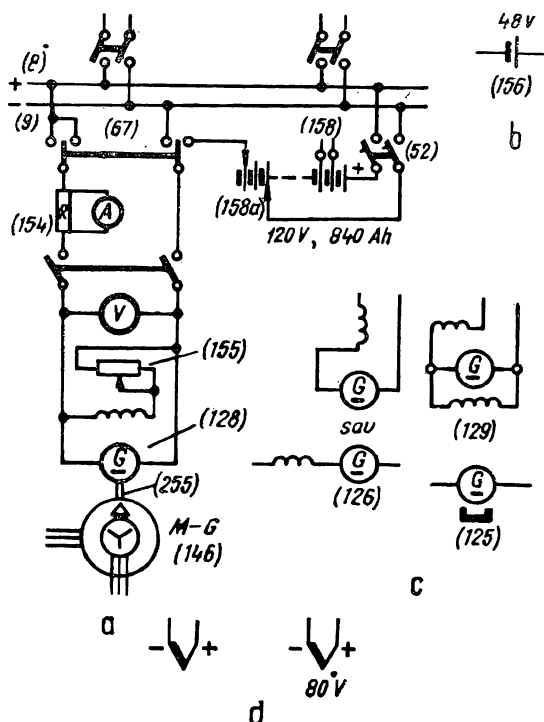 48 V
(156)
b
+ (8)
−
(9)
(67)
(158)
(52)
(158a)
+
120 V, 840 Ah
(154)
R
A
V
(155)
(128)
G
(255)
M-G
(146)
a
G
sau
G
(129)
G
(126)
G
(125)
c
− +
− +
80°V
d